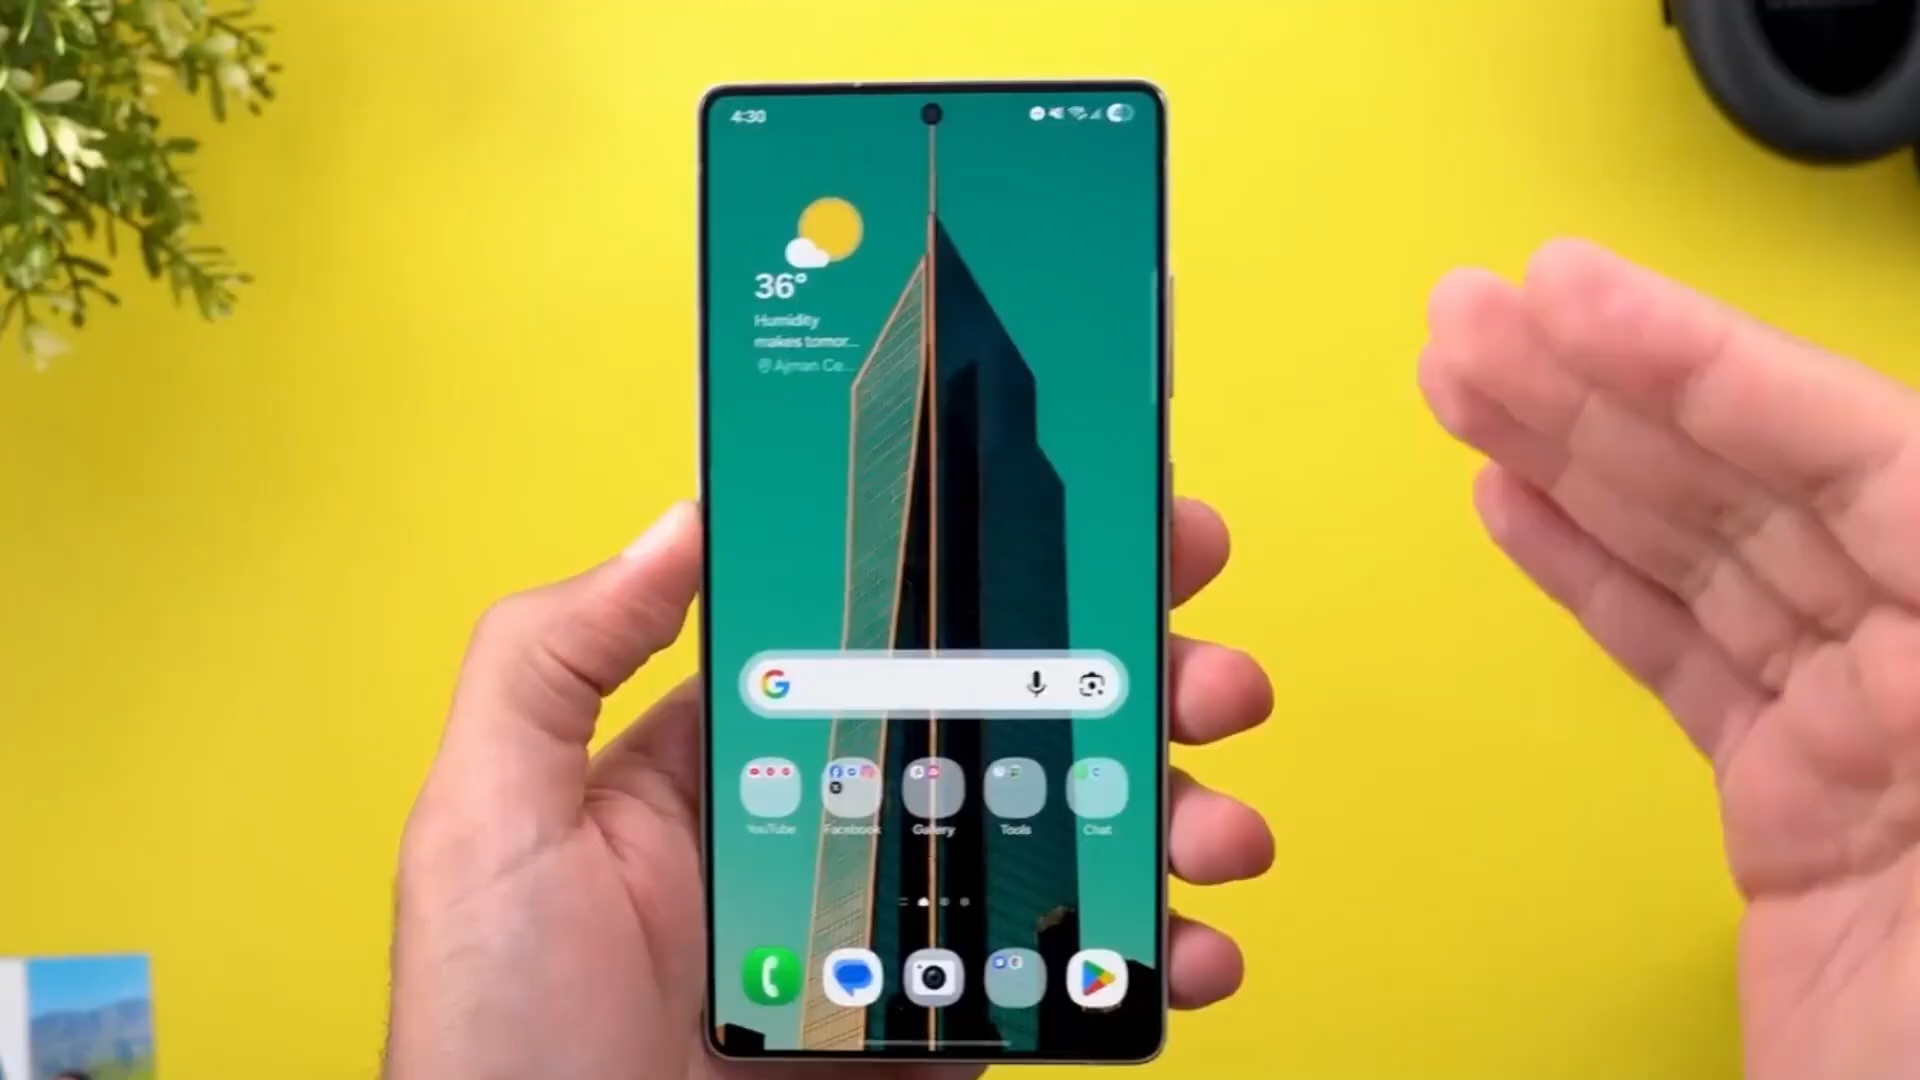 4:30
36°
Humidity
makes tomor...
Ajman Ce...
G
YouTube
Facebook
Gallery
Tools
Chat